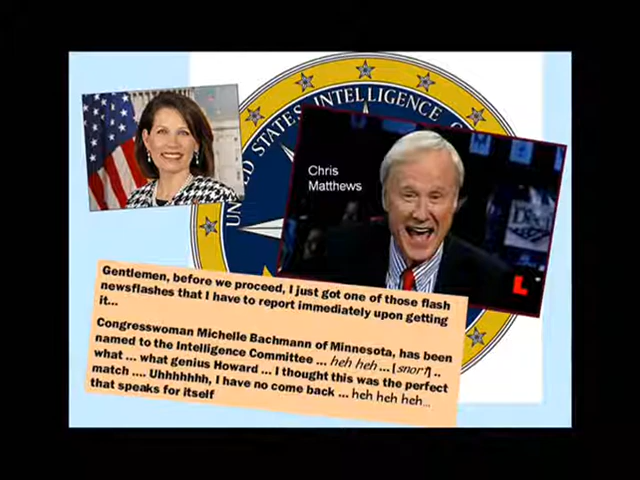 UNITED STATES INTELLIGENCE
Chris
Matthews
Gentlemen, before we proceed, I just got one of those flash
newsflashes that I have to report immediately upon getting
it...
Congresswoman Michelle Bachmann of Minnesota, has been
named to the Intelligence Committee ... heh heh ...[snort]..
what ... what genius Howard ... I thought this was the perfect
match .... Uhhhhhhh, I have no come back ... heh heh heh...
that speaks for itself